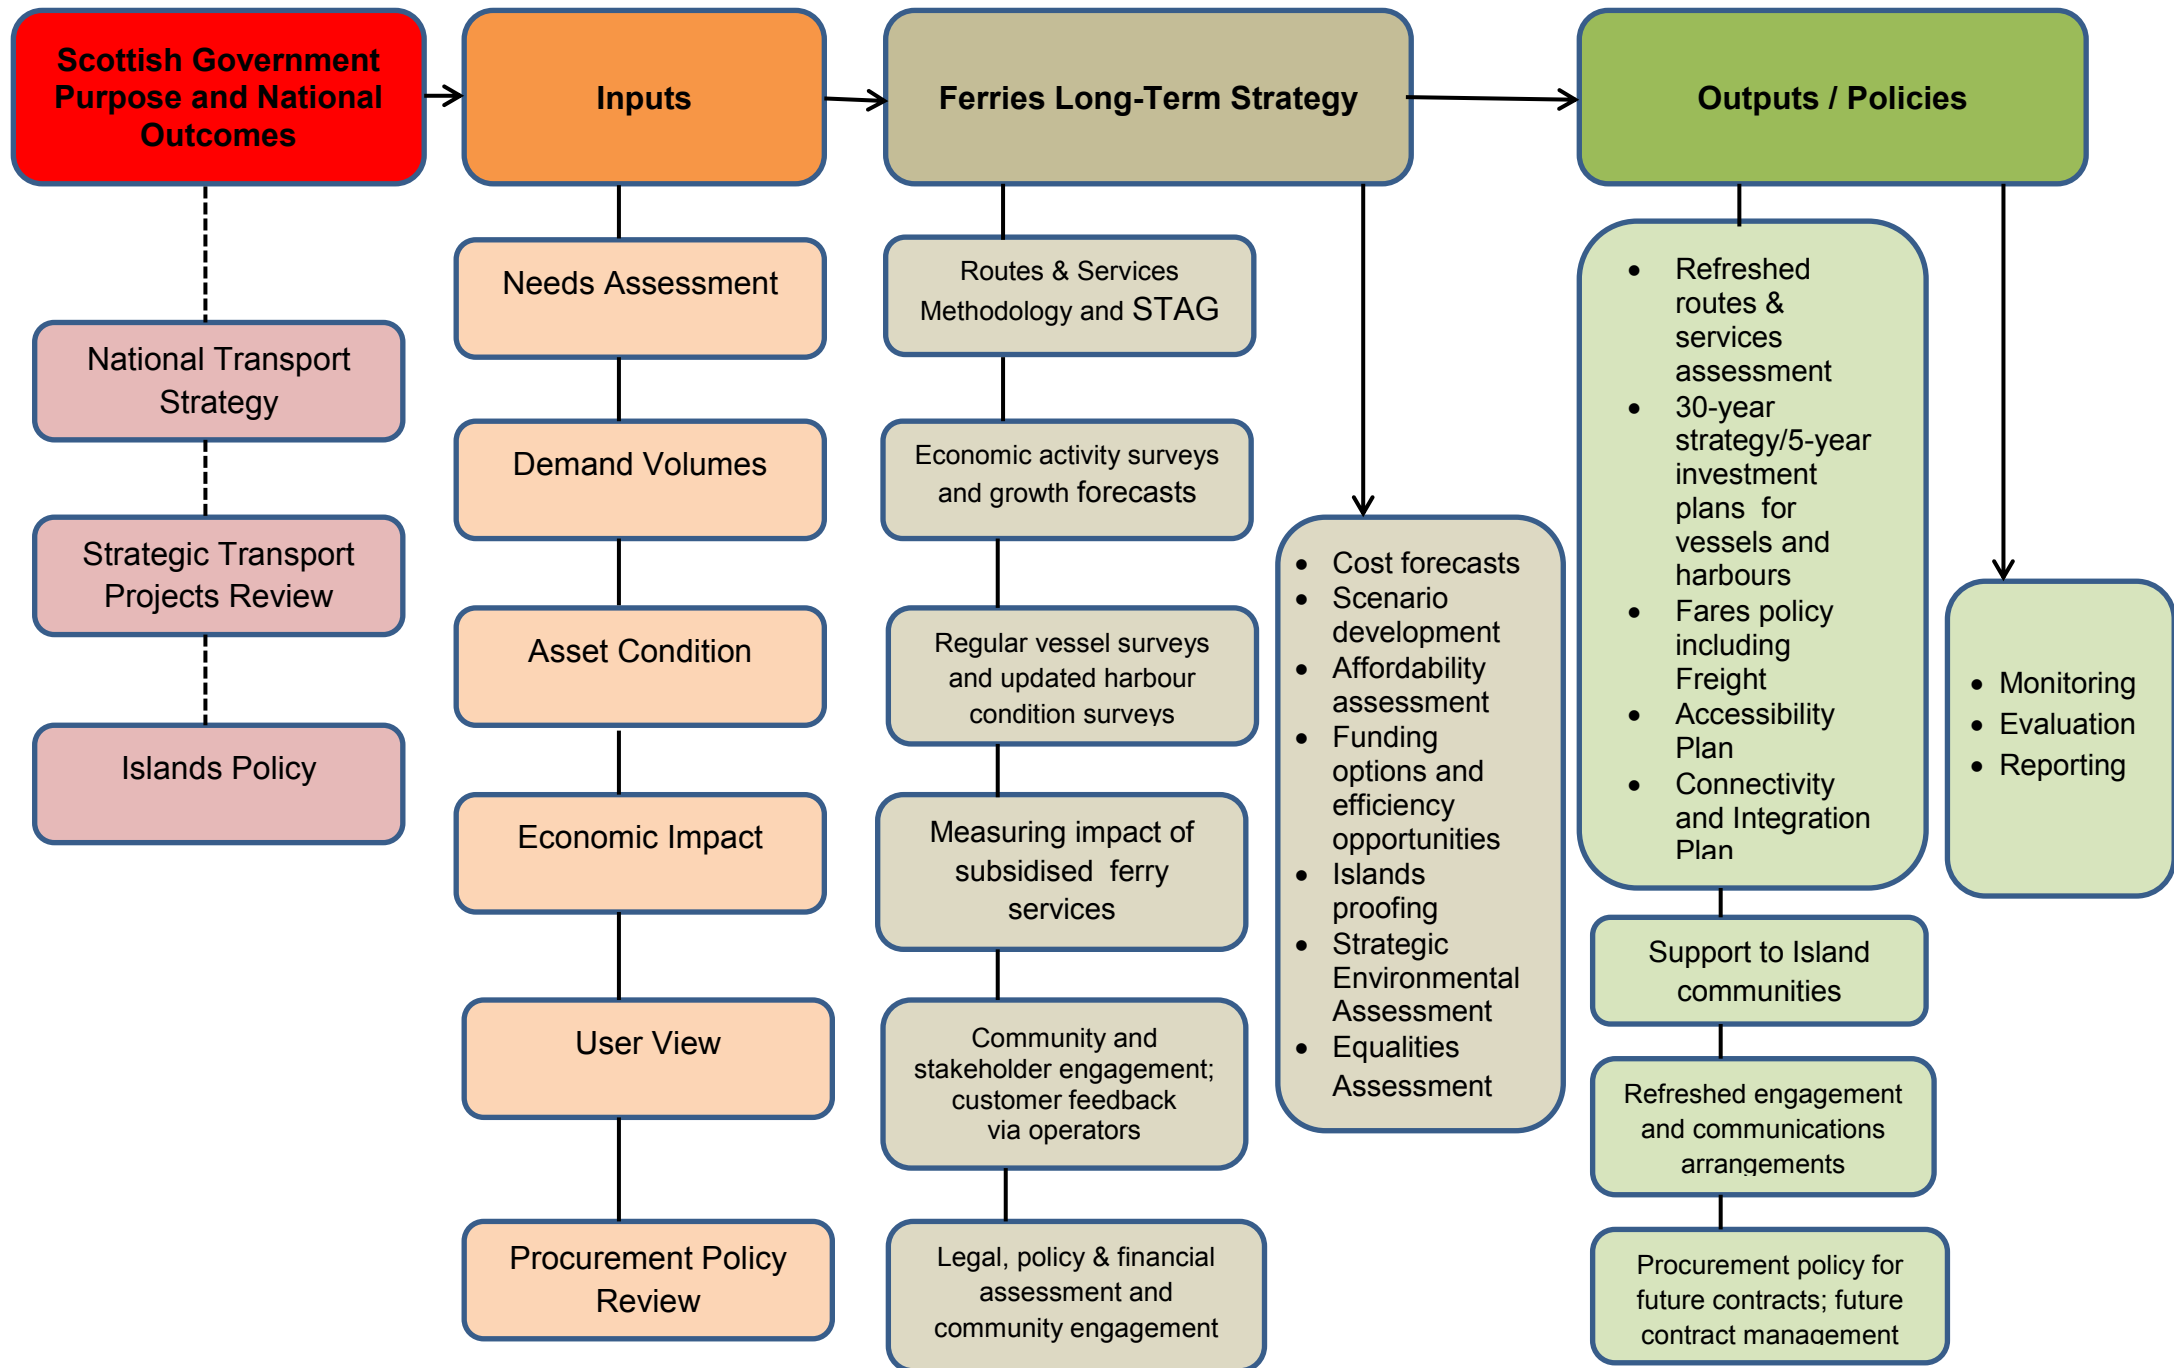 Scottish Government
Purpose and National
Outcomes
Inputs
Ferries Long-Term Strategy
Outputs / Policies
National Transport
Strategy
Strategic Transport
Projects Review
Islands Policy
Needs Assessment
Demand Volumes
Asset Condition
Economic Impact
User View
Procurement Policy
Review
Routes & Services
Methodology and STAG
Economic activity surveys
and growth forecasts
Regular vessel surveys
and updated harbour
condition surveys
Measuring impact of
subsidised ferry
services
Community and
stakeholder engagement;
customer feedback
via operators
Legal, policy & financial
assessment and
community engagement
• Cost forecasts
• Scenario
development
• Affordability
assessment
• Funding
options and
efficiency
opportunities
• Islands
proofing
• Strategic
Environmental
Assessment
• Equalities
Assessment
• Refreshed
routes &
services
assessment
• 30-year
strategy/5-year
investment
plans for
vessels and
harbours
• Fares policy
including
Freight
• Accessibility
Plan
• Connectivity
and Integration
Plan
Support to Island
communities
Refreshed engagement
and communications
arrangements
Procurement policy for
future contracts; future
contract management
• Monitoring
• Evaluation
• Reporting